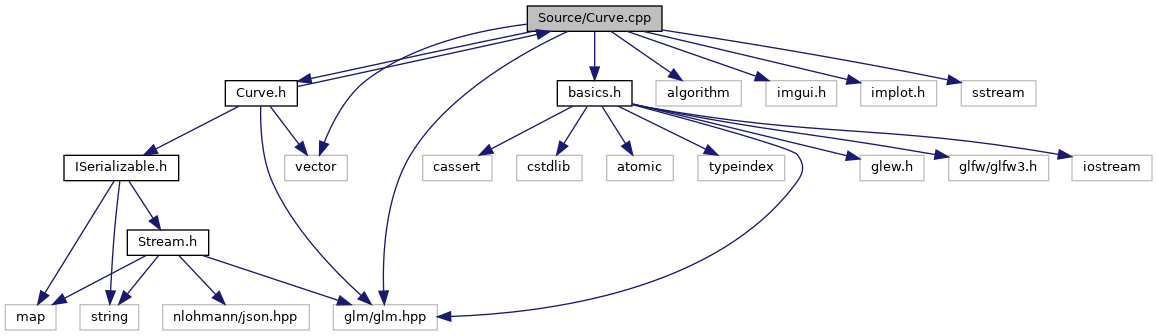 Source/Curve.cpp
Curve.h
basics.h
algorithm
imgui.h
implot.h
sstream
ISerializable.h
vector
cassert
cstdlib
atomic
typeindex
glew.h
glfw/glfw3.h
iostream
Stream.h
map
string
nlohmann/json.hpp
glm/glm.hpp